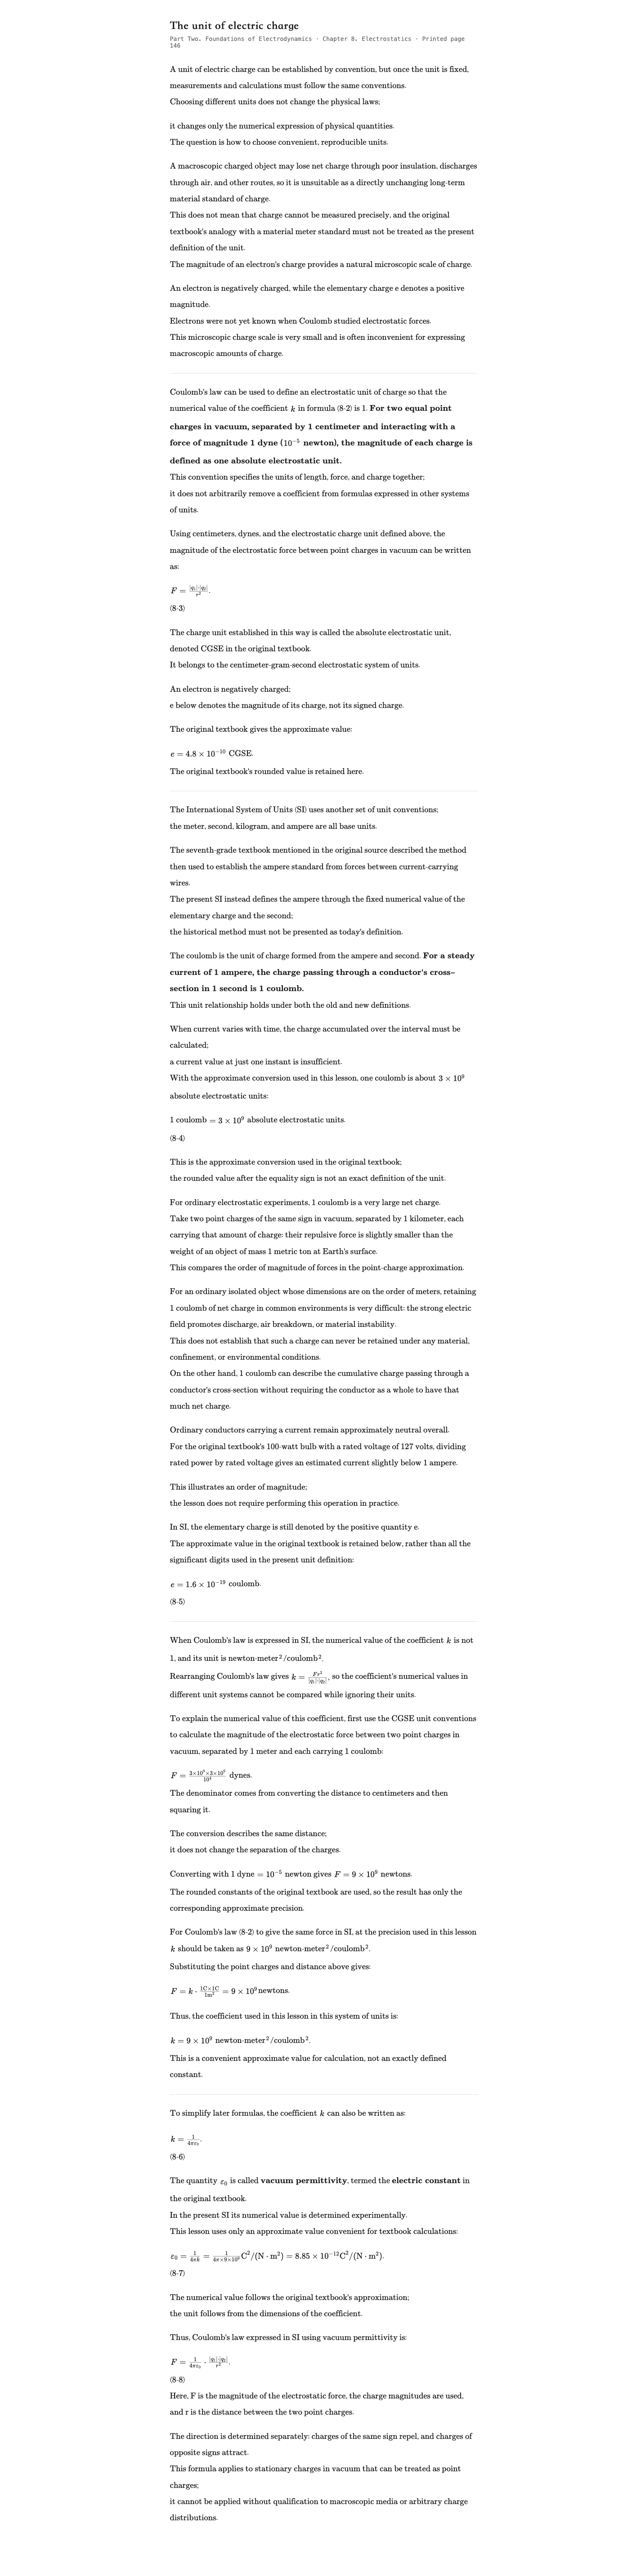 The unit of electric charge
Part Two. Foundations of Electrodynamics · Chapter 8. Electrostatics · Printed page
146
A unit of electric charge can be established by convention, but once the unit is fixed,
measurements and calculations must follow the same conventions.
Choosing different units does not change the physical laws;
it changes only the numerical expression of physical quantities.
The question is how to choose convenient, reproducible units.
A macroscopic charged object may lose net charge through poor insulation, discharges
through air, and other routes, so it is unsuitable as a directly unchanging long-term
material standard of charge.
This does not mean that charge cannot be measured precisely, and the original
textbook's analogy with a material meter standard must not be treated as the present
definition of the unit.
The magnitude of an electron's charge provides a natural microscopic scale of charge.
An electron is negatively charged, while the elementary charge e denotes a positive
magnitude.
Electrons were not yet known when Coulomb studied electrostatic forces.
This microscopic charge scale is very small and is often inconvenient for expressing
macroscopic amounts of charge.
Coulomb's law can be used to define an electrostatic unit of charge so that the
numerical value of the coefficient k in formula (8-2) is 1. For two equal point
charges in vacuum, separated by 1 centimeter and interacting with a
force of magnitude 1 dyne (10⁻⁵ newton), the magnitude of each charge is
defined as one absolute electrostatic unit.
This convention specifies the units of length, force, and charge together;
it does not arbitrarily remove a coefficient from formulas expressed in other systems
of units.
Using centimeters, dynes, and the electrostatic charge unit defined above, the
magnitude of the electrostatic force between point charges in vacuum can be written
as:
F = |q₁|·|q₂| / r².
(8-3)
The charge unit established in this way is called the absolute electrostatic unit,
denoted CGSE in the original textbook.
It belongs to the centimeter-gram-second electrostatic system of units.
An electron is negatively charged;
e below denotes the magnitude of its charge, not its signed charge.
The original textbook gives the approximate value:
e = 4.8 × 10⁻¹⁰ CGSE.
The original textbook's rounded value is retained here.
The International System of Units (SI) uses another set of unit conventions;
the meter, second, kilogram, and ampere are all base units.
The seventh-grade textbook mentioned in the original source described the method
then used to establish the ampere standard from forces between current-carrying
wires.
The present SI instead defines the ampere through the fixed numerical value of the
elementary charge and the second;
the historical method must not be presented as today's definition.
The coulomb is the unit of charge formed from the ampere and second. For a steady
current of 1 ampere, the charge passing through a conductor's cross-
section in 1 second is 1 coulomb.
This unit relationship holds under both the old and new definitions.
When current varies with time, the charge accumulated over the interval must be
calculated;
a current value at just one instant is insufficient.
With the approximate conversion used in this lesson, one coulomb is about 3 × 10⁹
absolute electrostatic units:
1 coulomb = 3 × 10⁹ absolute electrostatic units.
(8-4)
This is the approximate conversion used in the original textbook;
the rounded value after the equality sign is not an exact definition of the unit.
For ordinary electrostatic experiments, 1 coulomb is a very large net charge.
Take two point charges of the same sign in vacuum, separated by 1 kilometer, each
carrying that amount of charge: their repulsive force is slightly smaller than the
weight of an object of mass 1 metric ton at Earth's surface.
This compares the order of magnitude of forces in the point-charge approximation.
For an ordinary isolated object whose dimensions are on the order of meters, retaining
1 coulomb of net charge in common environments is very difficult: the strong electric
field promotes discharge, air breakdown, or material instability.
This does not establish that such a charge can never be retained under any material,
confinement, or environmental conditions.
On the other hand, 1 coulomb can describe the cumulative charge passing through a
conductor's cross-section without requiring the conductor as a whole to have that
much net charge.
Ordinary conductors carrying a current remain approximately neutral overall.
For the original textbook's 100-watt bulb with a rated voltage of 127 volts, dividing
rated power by rated voltage gives an estimated current slightly below 1 ampere.
This illustrates an order of magnitude;
the lesson does not require performing this operation in practice.
In SI, the elementary charge is still denoted by the positive quantity e.
The approximate value in the original textbook is retained below, rather than all the
significant digits used in the present unit definition:
e = 1.6 × 10⁻¹⁹ coulomb.
(8-5)
When Coulomb's law is expressed in SI, the numerical value of the coefficient k is not
1, and its unit is newton·meter²/coulomb².
Rearranging Coulomb's law gives k = Fr² / |q₁|·|q₂|, so the coefficient's numerical values in
different unit systems cannot be compared while ignoring their units.
To explain the numerical value of this coefficient, first use the CGSE unit conventions
to calculate the magnitude of the electrostatic force between two point charges in
vacuum, separated by 1 meter and each carrying 1 coulomb:
F = 3×10⁹×3×10⁹ / 10⁴ dynes.
The denominator comes from converting the distance to centimeters and then
squaring it.
The conversion describes the same distance;
it does not change the separation of the charges.
Converting with 1 dyne = 10⁻⁵ newton gives F = 9 × 10⁹ newtons.
The rounded constants of the original textbook are used, so the result has only the
corresponding approximate precision.
For Coulomb's law (8-2) to give the same force in SI, at the precision used in this lesson
k should be taken as 9 × 10⁹ newton·meter²/coulomb².
Substituting the point charges and distance above gives:
F = k · 1C×1C / 1m² = 9 × 10⁹ newtons.
Thus, the coefficient used in this lesson in this system of units is:
k = 9 × 10⁹ newton·meter²/coulomb².
This is a convenient approximate value for calculation, not an exactly defined
constant.
To simplify later formulas, the coefficient k can also be written as:
k = 1 / 4πε₀.
(8-6)
The quantity ε₀ is called vacuum permittivity, termed the electric constant in
the original textbook.
In the present SI its numerical value is determined experimentally.
This lesson uses only an approximate value convenient for textbook calculations:
ε₀ = 1 / 4πk = 1 / 4π×9×10⁹ C²/(N · m²) = 8.85 × 10⁻¹² C²/(N · m²).
(8-7)
The numerical value follows the original textbook's approximation;
the unit follows from the dimensions of the coefficient.
Thus, Coulomb's law expressed in SI using vacuum permittivity is:
F = 1 / 4πε₀ · |q₁|·|q₂| / r².
(8-8)
Here, F is the magnitude of the electrostatic force, the charge magnitudes are used,
and r is the distance between the two point charges.
The direction is determined separately: charges of the same sign repel, and charges of
opposite signs attract.
This formula applies to stationary charges in vacuum that can be treated as point
charges;
it cannot be applied without qualification to macroscopic media or arbitrary charge
distributions.